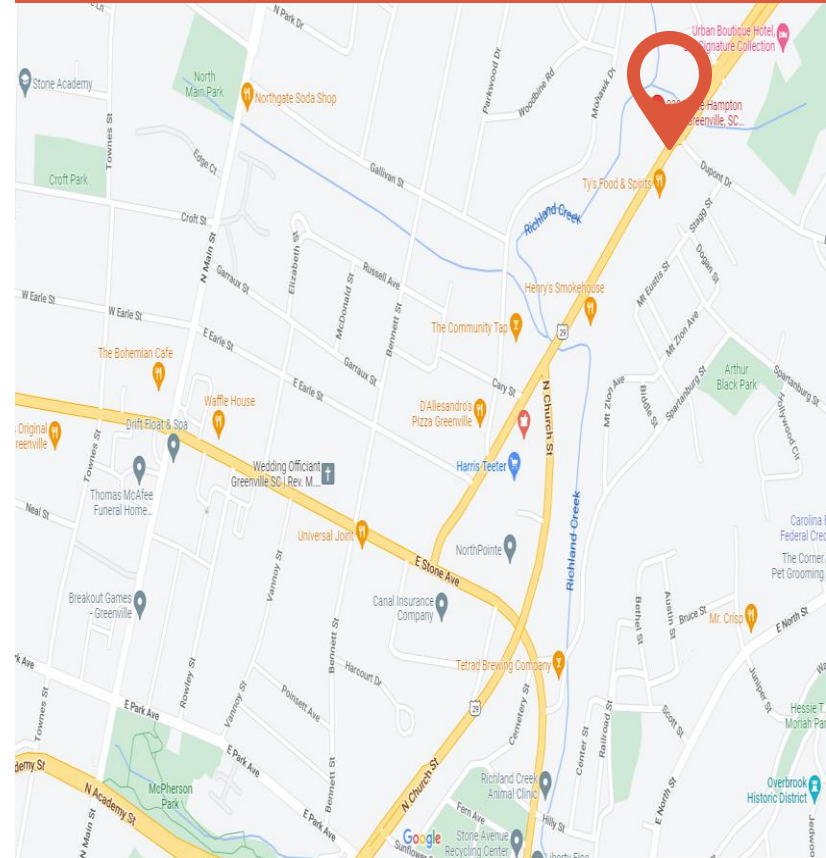 N Park Dr
Urban Boutique Hotel,
Signature Collection
Stone Academy
North
Main Park
Northgate Soda Shop
Parkwood Dr
Woodbine Rd
Mohawk Dr
Hampton
Greenville, SC...
Townes St
Edge Ct
Gallivan St
Ty's Food & Spirits
Dupont Dr
Croft Park
Croft St
N Main St
Elizabeth St
Richland Creek
Stagg St
Dogan St
Garraux St
Russell Ave
McDonald St
Bennett St
Henry's Smokehouse
Mt Eustis St
Mt Zion Ave
W Earle St
W Earle St
E Earle St
The Community Tap
29
The Bohemian Cafe
Garraux St
Arthur
Black Park
Spartanburg St
Spartanburg St
E Earle St
Cary St
N Church St
Mt Zion Ave
Biddle St
Hollywood Cir
Waffle House
D'Allesandro's
Pizza Greenville
Original
Drift Float & Spa
Townes St
Wedding Officiant
Greenville SC | Rev. M...
Harris Teeter
Thomas McAfee
Funeral Home...
Neal St
Universal Joint
NorthPointe
Richland Creek
Carolina
Federal Cred
E Stone Ave
The Corner
Pet Grooming
Vannoy St
Breakout Games
- Greenville
Canal Insurance
Company
Bethel St
Austin St
Bruce St
Mr. Crisp
E North St
Bennett St
Harcourt Dr
Tetrad Brewing Company
Rowley St
Vannoy St
Poinsett Ave
Juniper St
E Park Ave
Townes St
29
Cemetery St
Center St
Railroad St
Scott St
Hessie T.
Moriah Par
E Park Ave
N Academy St
McPherson
Park
N Church St
Bennett St
Richland Creek
Animal Clinic
E North St
Overbrook
Historic District
N Main St
E Park Ave
Fern Ave
Hilly St
Google
Stone Avenue
Recycling Center